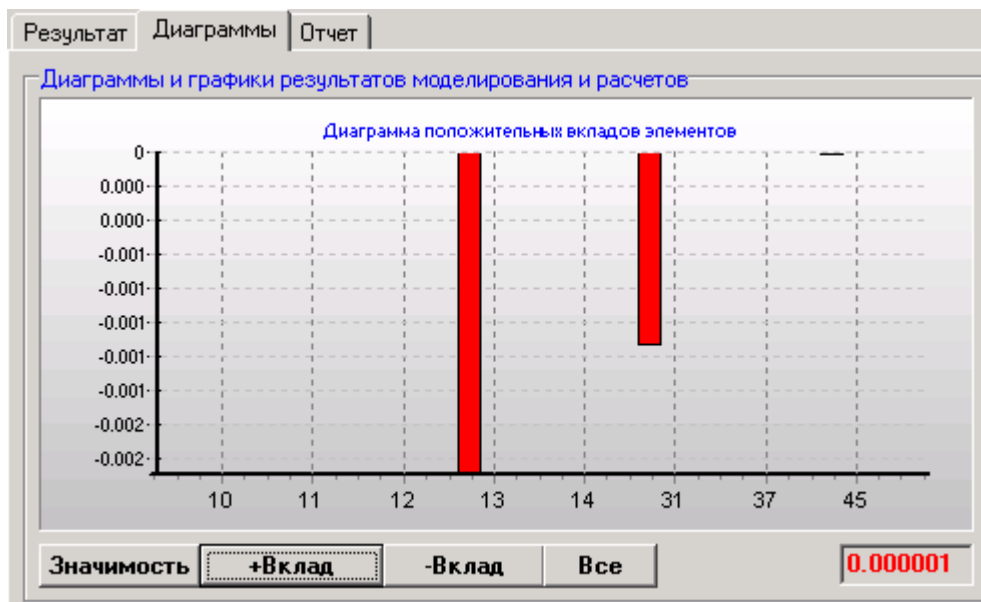 Результат Диаграммы Отчет
Диаграммы и графики результатов моделирования и расчетов
Диаграмма положительных вкладов элементов
0
0.000
0.000
-0.001
-0.001
-0.001
-0.001
-0.001
-0.002
-0.002
10 11 12 13 14 31 37 45
Значимость +Вклад -Вклад Все 0.000001